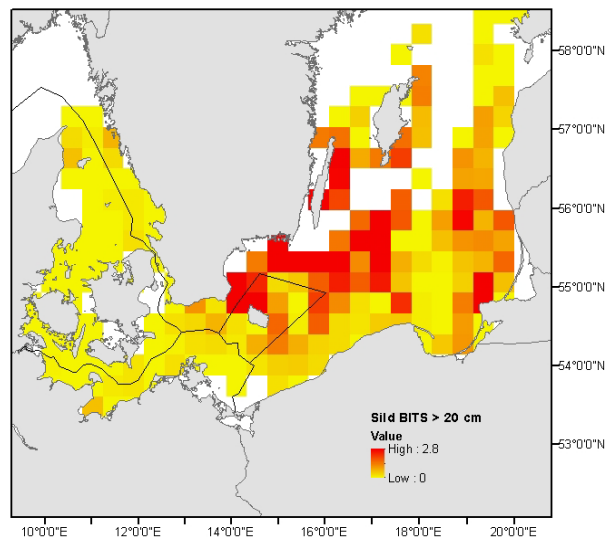 58°0'0"N
57°0'0"N
56°0'0"N
55°0'0"N
54°0'0"N
53°0'0"N
Sild BITS > 20 cm
Value
High : 2.8
Low : 0
10°0'0"E 12°0'0"E 14°0'0"E 16°0'0"E 18°0'0"E 20°0'0"E